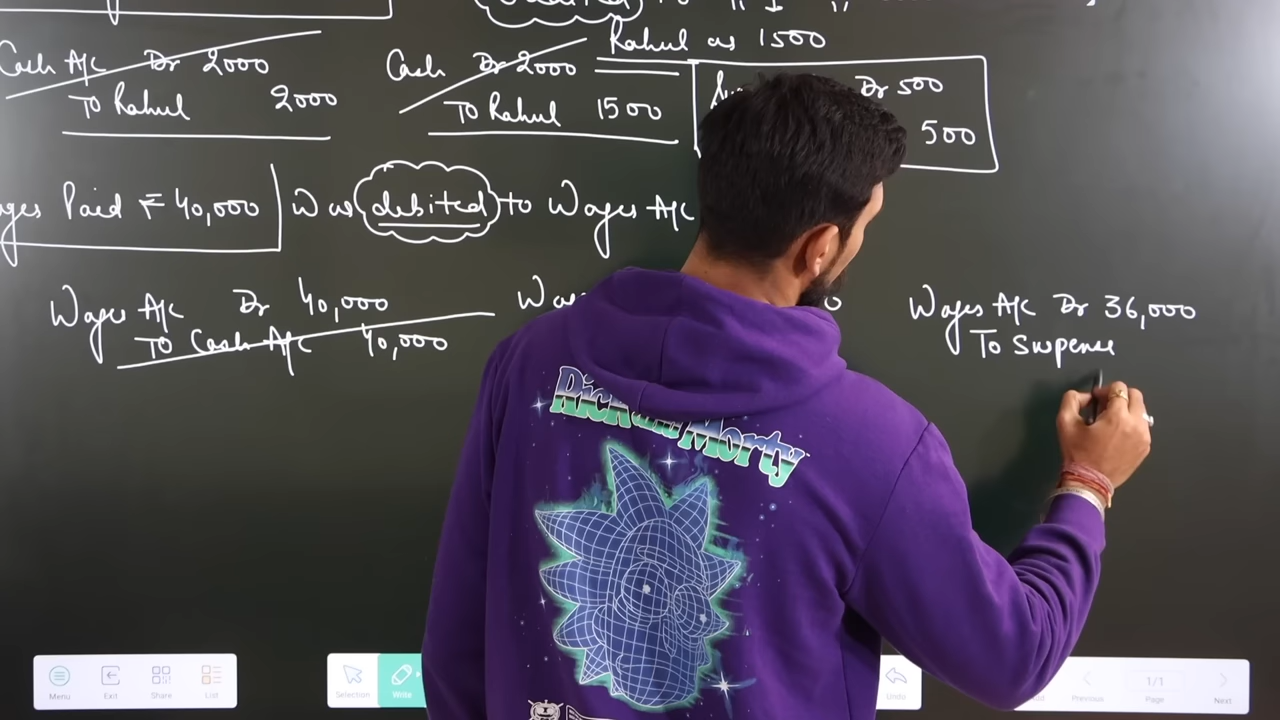 Rahul as 1500
Cash A/c Dr 2000
To Rahul 2000
Cash Dr 2000
To Rahul 1500
Dr 500
500
Paid ₹ 40,000
Was debited to Wages A/c
Wages A/c Dr 40,000
To Cash A/c 40,000
Wages A/c Dr 36,000
To Suspense
Rick and Morty
Menu
Exit
Share
List
Selection
Write
Undo
Previous
1/1
Page
Next